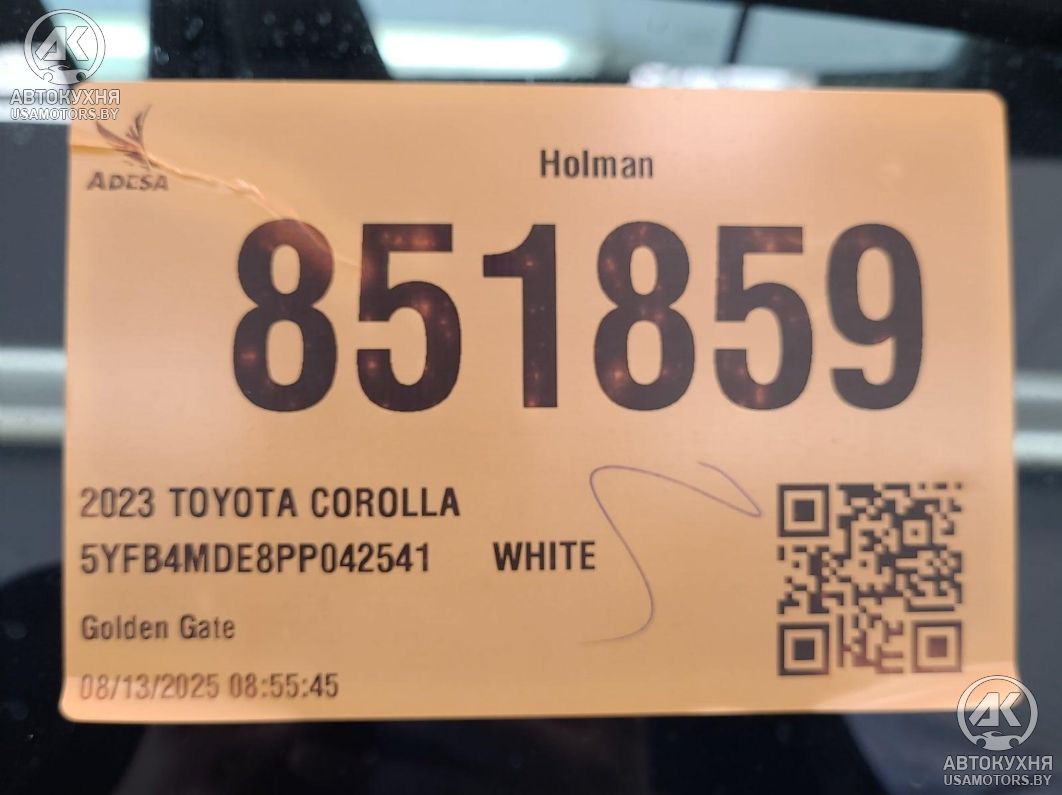 АВТОКУХНЯ
USAMOTORS.BY
ADESA
Holman
851859
2023 TOYOTA COROLLA
5YFB4MDE8PP042541 WHITE
Golden Gate
08/13/2025 08:55:45
АВТОКУХНЯ
USAMOTORS.BY